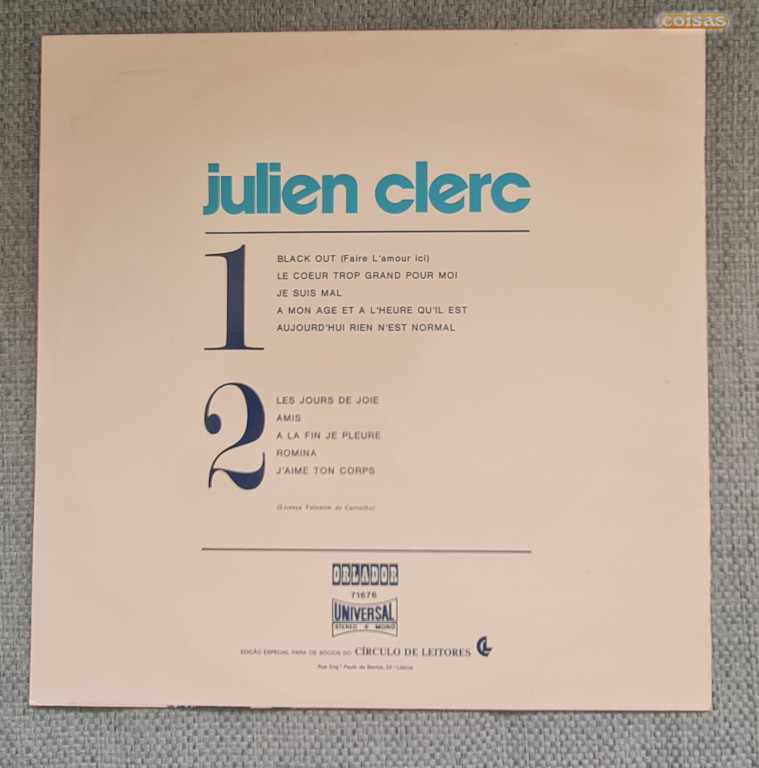 coisas
julien clerc
1
BLACK OUT (Faire L'amour ici)
LE COEUR TROP GRAND POUR MOI
JE SUIS MAL
A MON AGE ET A L'HEURE QU'IL EST
AUJOURD'HUI RIEN N'EST NORMAL
2
LES JOURS DE JOIE
AMIS
A LA FIN JE PLEURE
ROMINA
J'AIME TON CORPS
(Licença Valentim de Carvalho)
ORLADOR
71676
UNIVERSAL
STEREO + MONO
EDIÇÃO ESPECIAL PARA OS SÓCIOS DO CÍRCULO DE LEITORES CL
Rua Eng.º Paulo de Barros, 22 - Lisboa